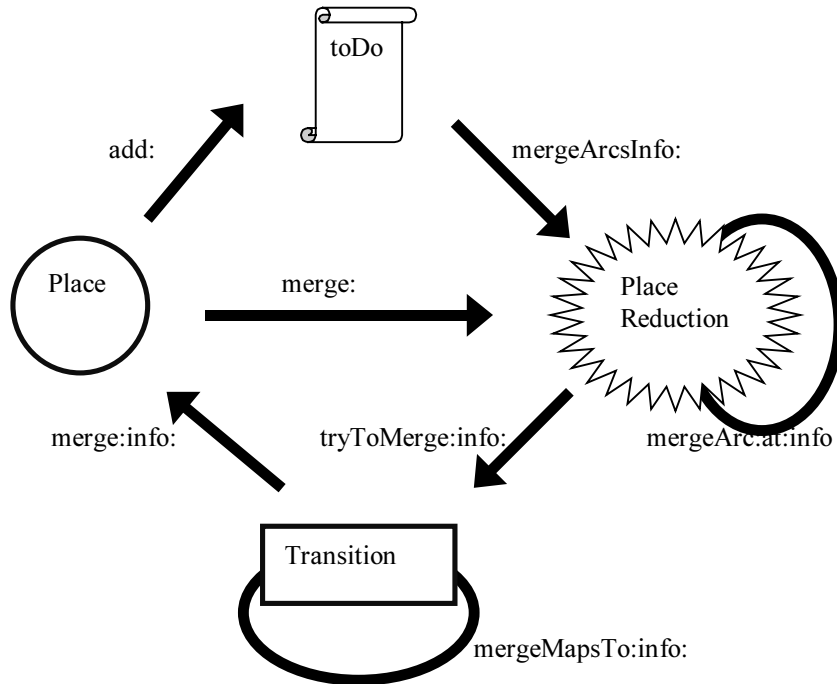 toDo
add:
mergeArcsInfo:
Place
merge:
Place
Reduction
merge:info:
tryToMerge:info:
mergeArc:at:info
Transition
mergeMapsTo:info: